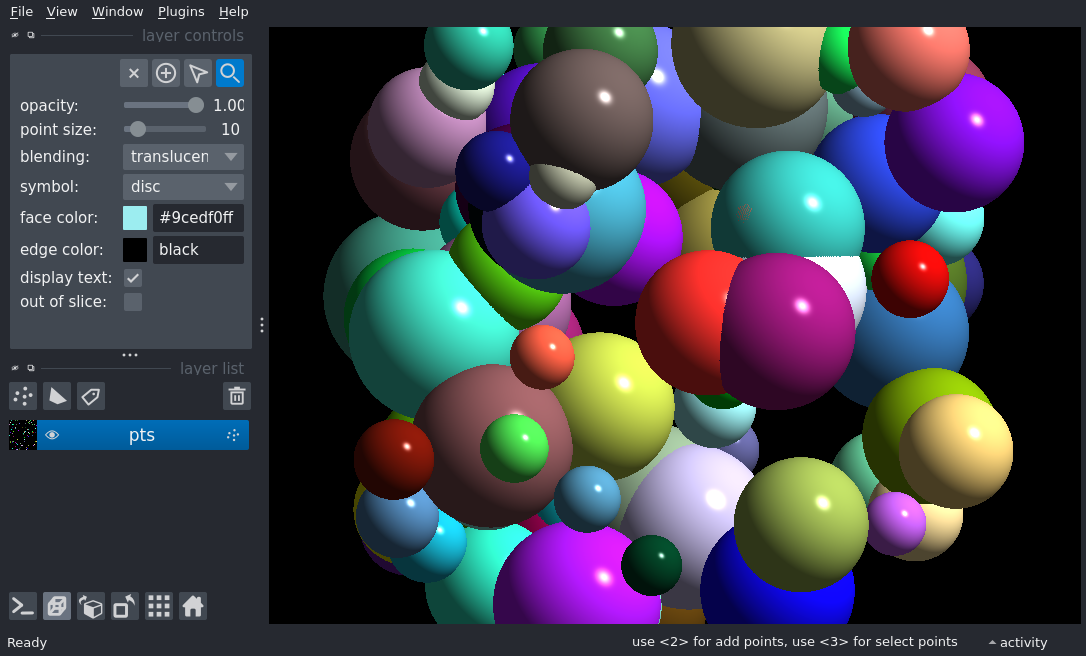 File View Window Plugins Help
layer controls
opacity: 1.00
point size: 10
blending: translucen
symbol: disc
face color: #9cedf0ff
edge color: black
display text:
out of slice:
layer list
pts
Ready use <2> for add points, use <3> for select points activity